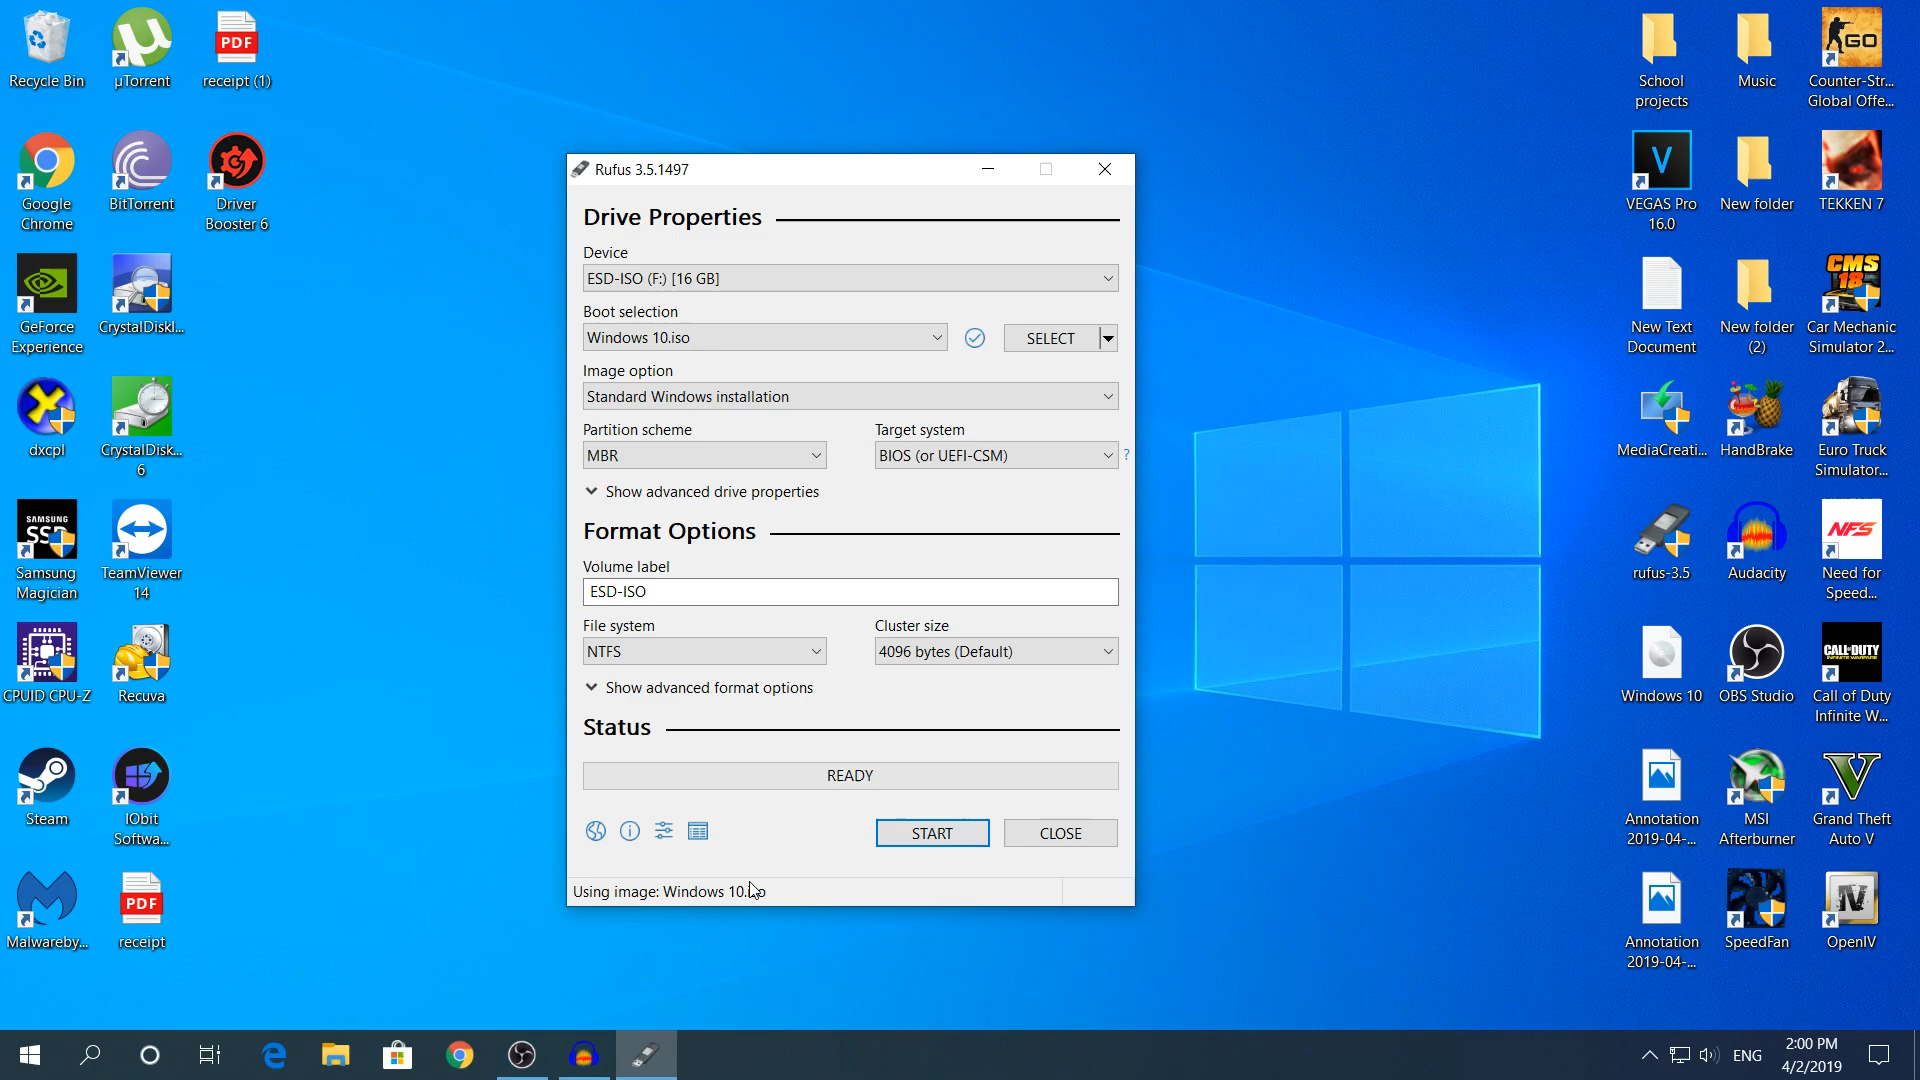 Recycle Bin
µTorrent
PDF
receipt (1)
Google
Chrome
BitTorrent
Driver
Booster 6
GeForce
Experience
CrystalDiskI...
dxcpl
CrystalDisk...
6
SAMSUNG
SSD
Samsung
Magician
TeamViewer
14
CPUID CPU-Z
Recuva
Steam
IObit
Softwa...
Malwareby...
PDF
receipt
Rufus 3.5.1497
Drive Properties
Device
ESD-ISO (F:) [16 GB]
Boot selection
Windows 10.iso
SELECT
Image option
Standard Windows installation
Partition scheme
Target system
MBR
BIOS (or UEFI-CSM)
?
Show advanced drive properties
Format Options
Volume label
ESD-ISO
File system
Cluster size
NTFS
4096 bytes (Default)
Show advanced format options
Status
READY
START
CLOSE
Using image: Windows 10.iso
School
projects
Music
GO
Counter-Str...
Global Offe...
V
VEGAS Pro
16.0
New folder
TEKKEN 7
New Text
Document
New folder
(2)
CMS
18
Car Mechanic
Simulator 2...
MediaCreati...
HandBrake
Euro Truck
Simulator...
rufus-3.5
Audacity
NFS
Need for
Speed...
Windows 10
OBS Studio
CALL OF DUTY
INFINITE WARFARE
Call of Duty
Infinite W...
Annotation
2019-04-...
MSI
Afterburner
V
Grand Theft
Auto V
Annotation
2019-04-...
SpeedFan
IV
OpenIV
ENG
2:00 PM
4/2/2019